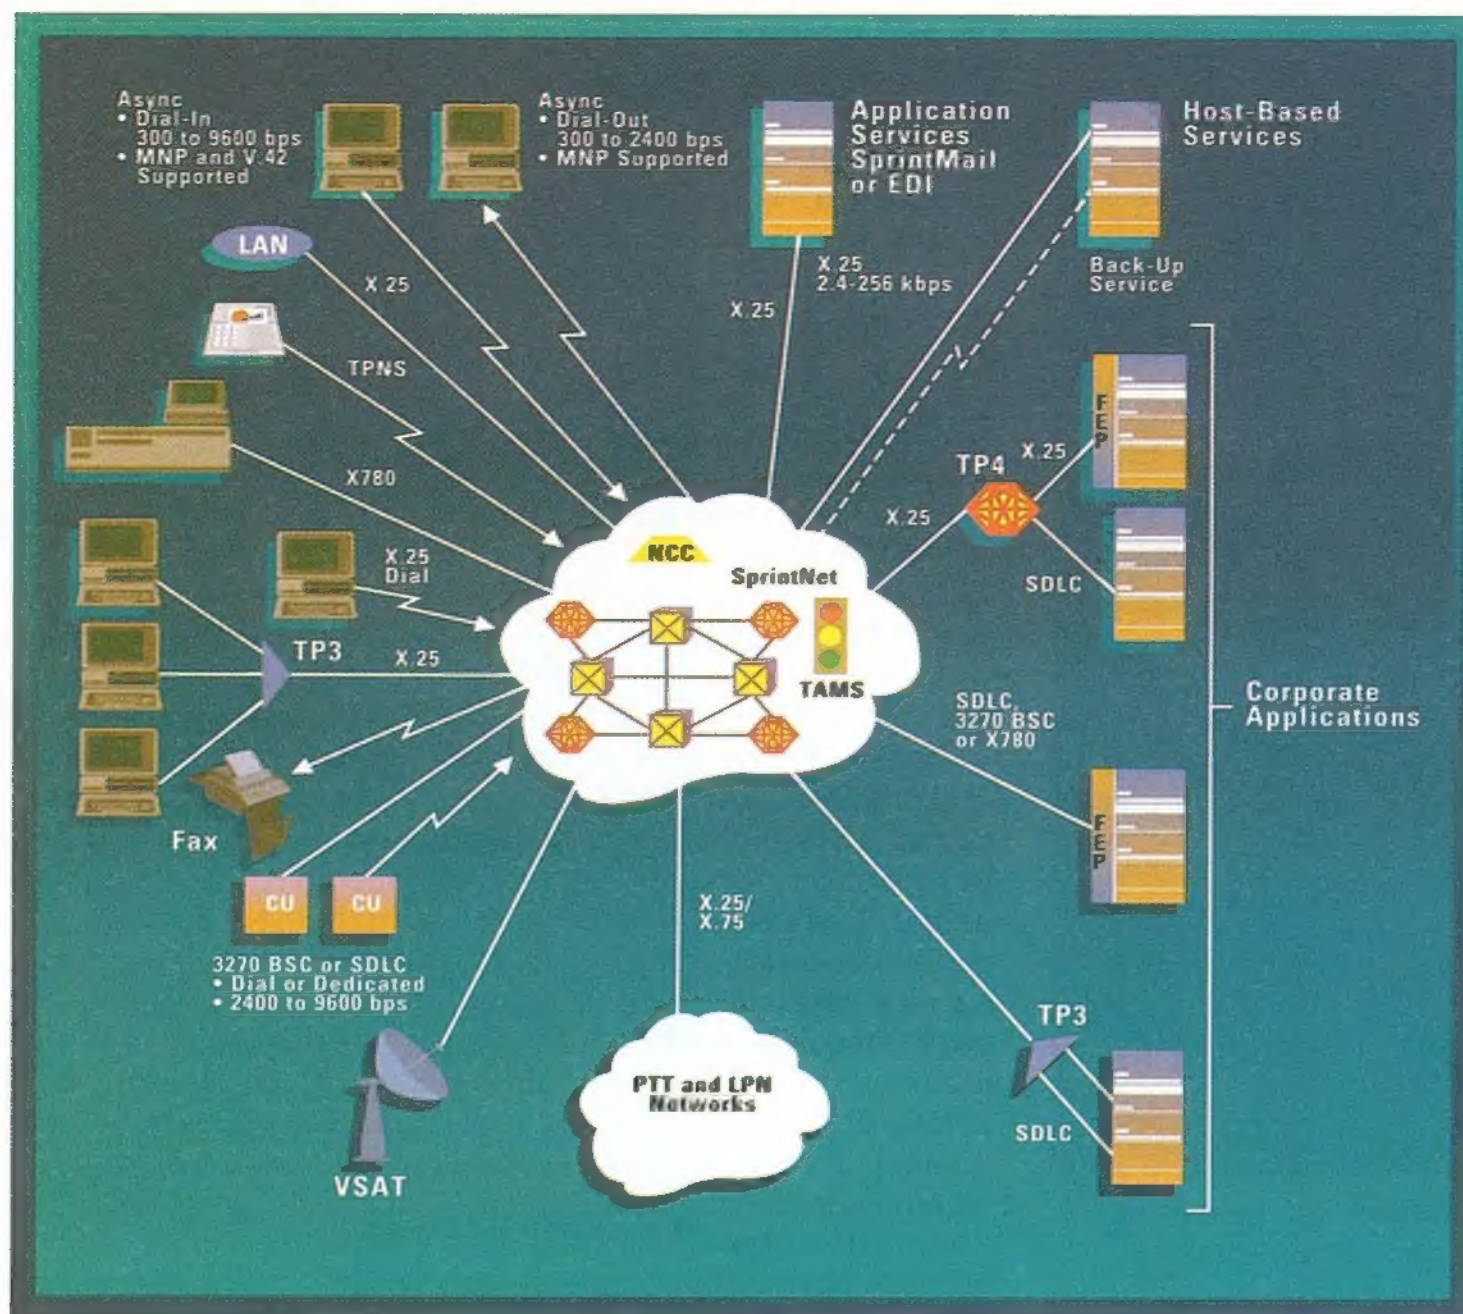 Async
• Dial-In
300 to 9600 bps
• MNP and V.42
Supported
Async
• Dial-Out
300 to 2400 bps
• MNP Supported
Application
Services
SprintMail
or EDI
Host-Based
Services
LAN
X.25
X.25
2.4-256 kbps
X.25
Back-Up
Service
TPNS
FEP
X.25
TP4
X780
X.25
NCC
SprintNet
X.25
Dial
SDLC
TP3
X.25
TAMS
SDLC,
3270 BSC
or X780
Corporate
Applications
FEP
Fax
CU
CU
X.25/
X.75
3270 BSC or SDLC
• Dial or Dedicated
• 2400 to 9600 bps
TP3
PTT and LPN
Networks
SDLC
VSAT